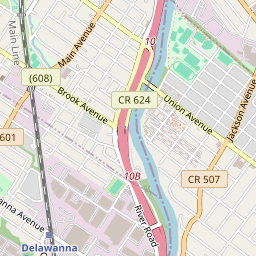 Main Avenue
Main Line
10
(608)
Brook Avenue
CR 624
Union Avenue
Jackson Avenue
601
CR 507
10B
River Road
nna Avenue
Delawanna